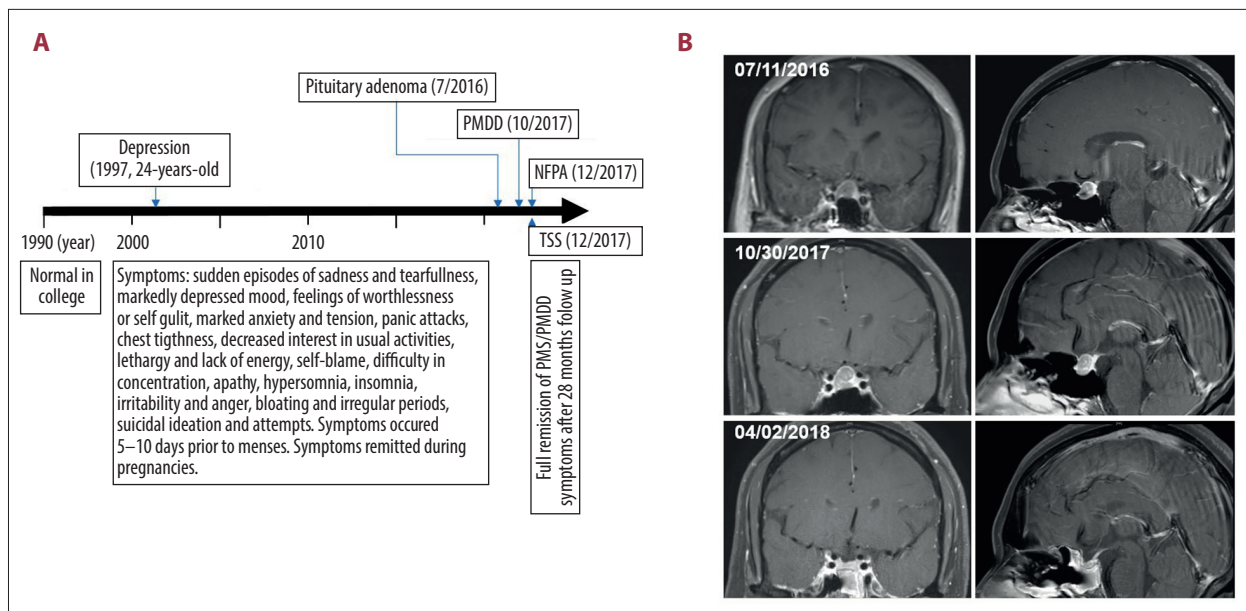 A
Pituitary adenoma (7/2016)
PMDD (10/2017)
Depression
(1997, 24-years-old
NFPA (12/2017)
1990 (year)
2000
2010
TSS (12/2017)
Normal in
college
Symptoms: sudden episodes of sadness and tearfullness,
markedly depressed mood, feelings of worthlessness
or self gulit, marked anxiety and tension, panic attacks,
chest tigthness, decreased interest in usual activities,
lethargy and lack of energy, self-blame, difficulty in
concentration, apathy, hypersomnia, insomnia,
irritability and anger, bloating and irregular periods,
suicidal ideation and attempts. Symptoms occured
5–10 days prior to menses. Symptoms remitted during
pregnancies.
Full remission of PMS/PMDD
symptoms after 28 months folow up
B
07/11/2016
10/30/2017
04/02/2018